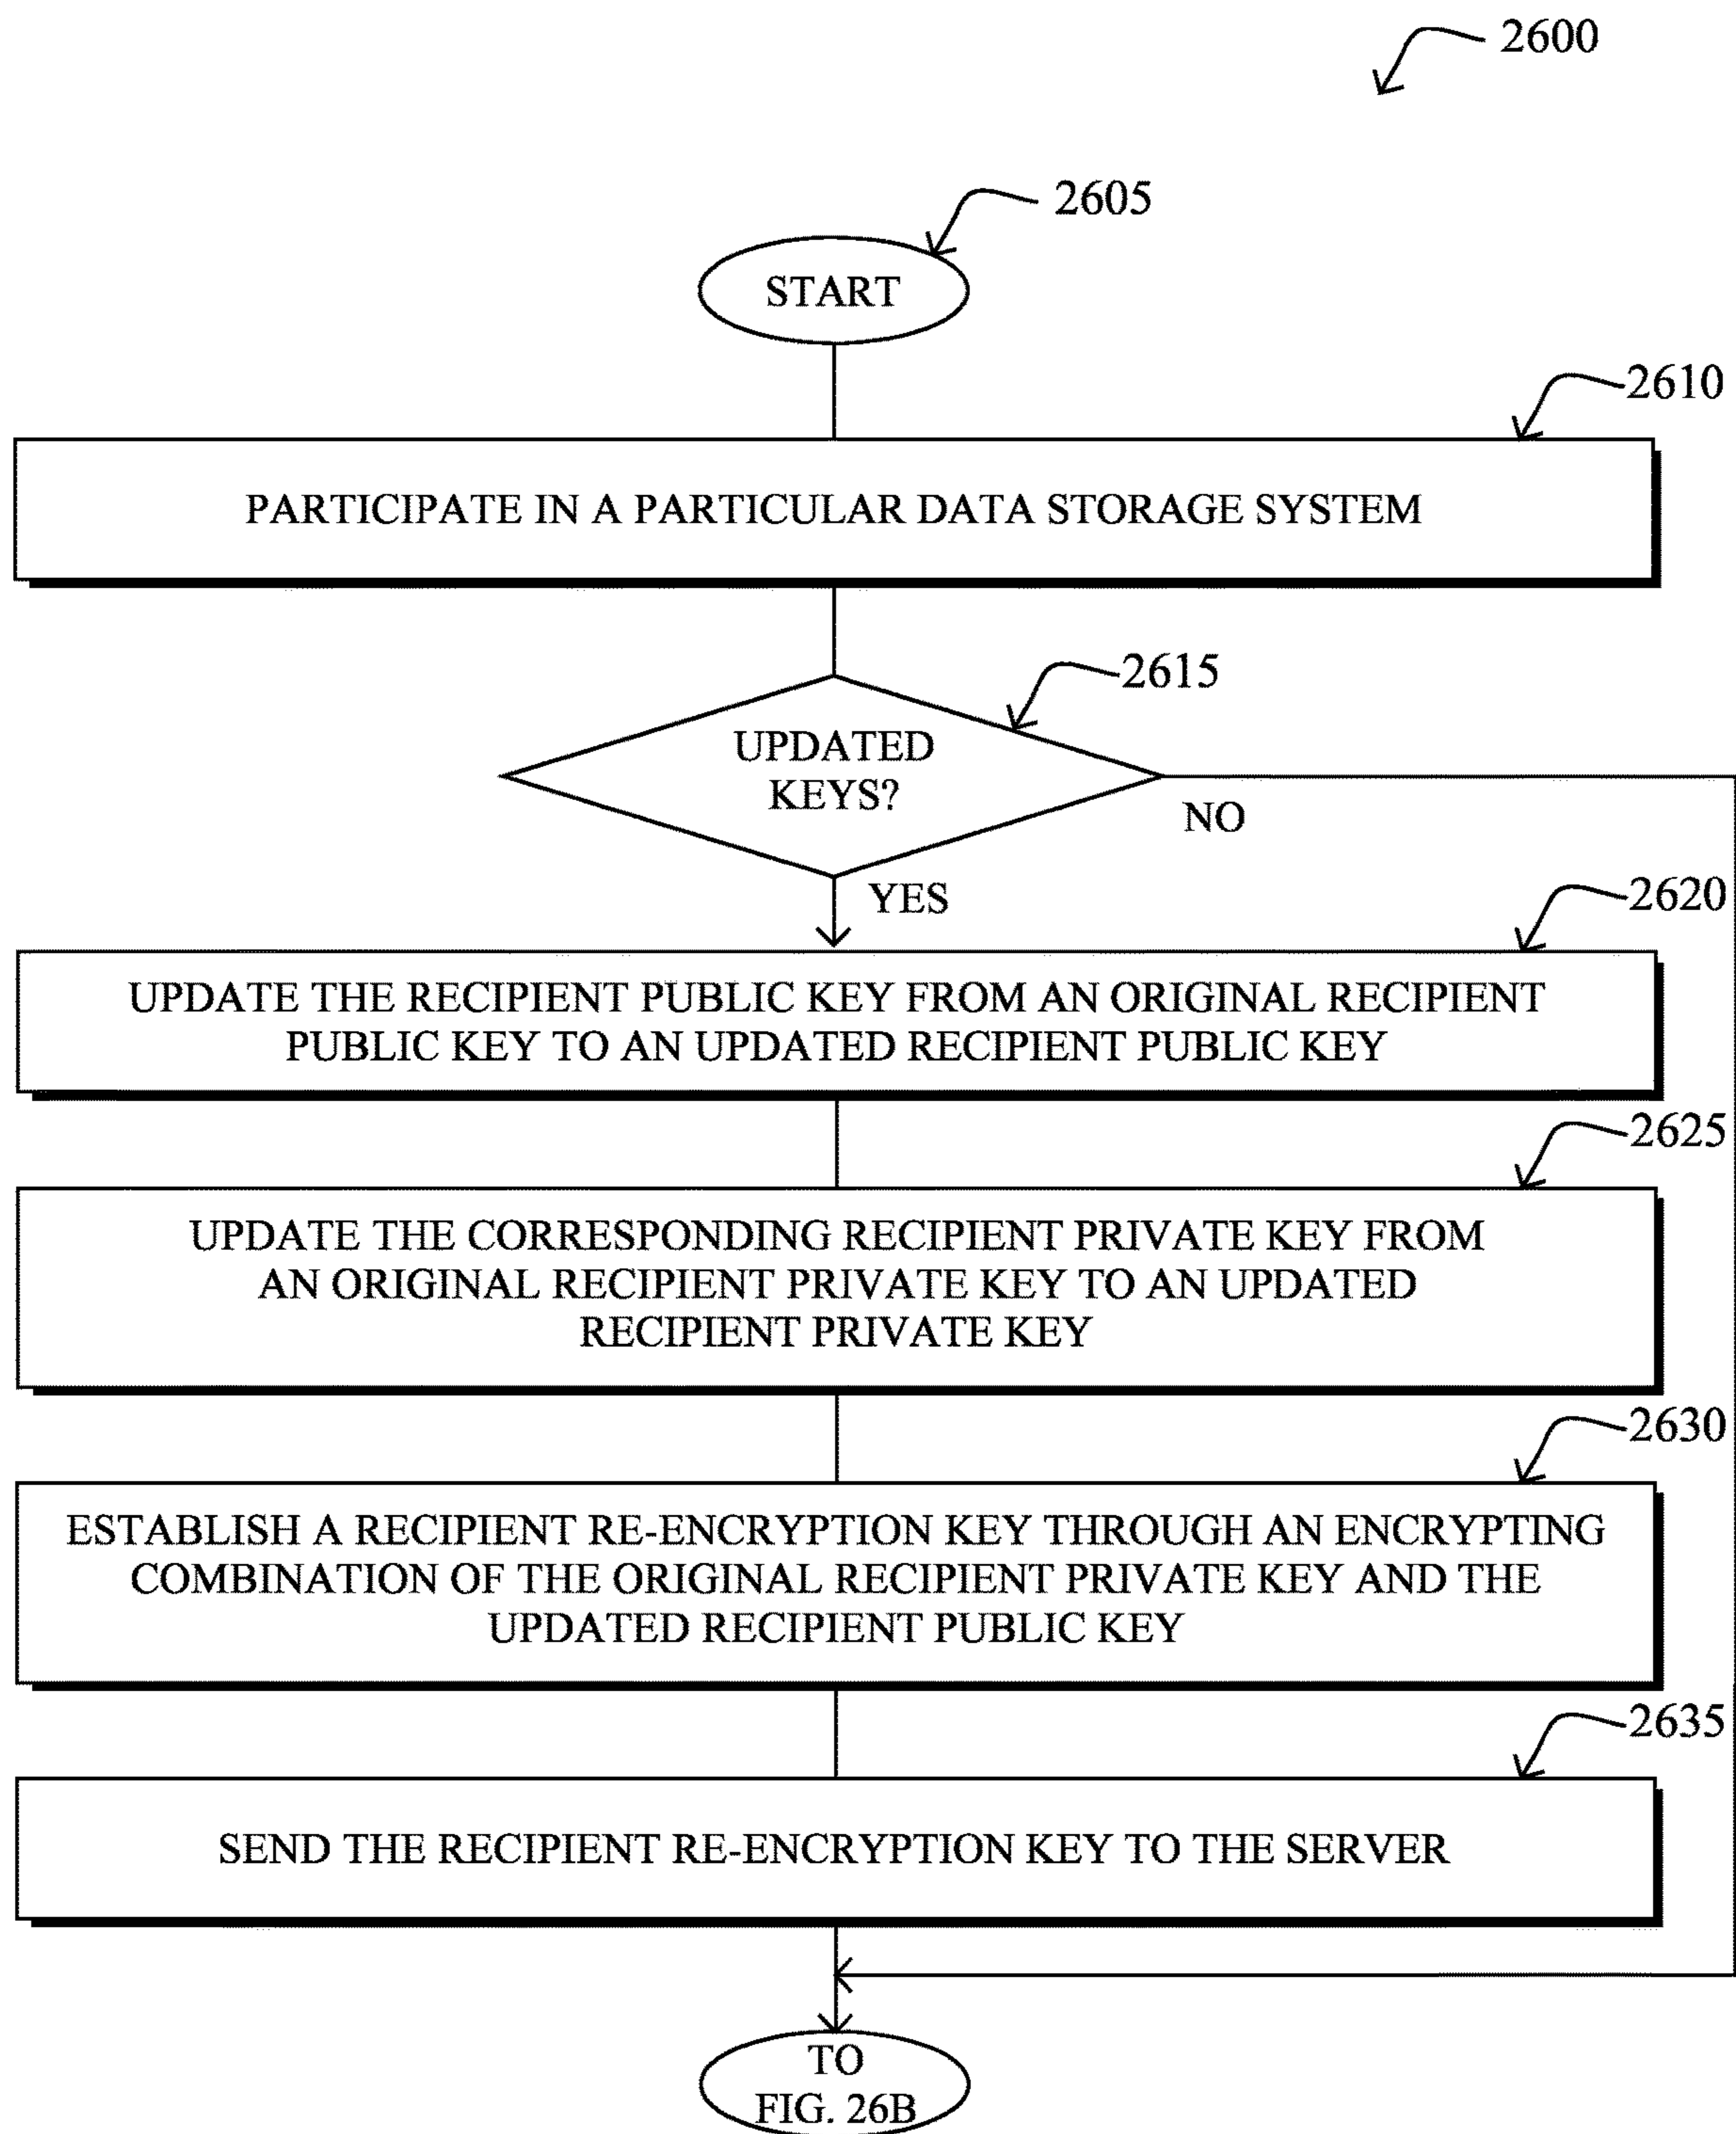 2600
2605
START
2610
PARTICIPATE IN A PARTICULAR DATA STORAGE SYSTEM
2615
UPDATED
KEYS?
NO
YES
2620
UPDATE THE RECIPIENT PUBLIC KEY FROM AN ORIGINAL RECIPIENT
PUBLIC KEY TO AN UPDATED RECIPIENT PUBLIC KEY
2625
UPDATE THE CORRESPONDING RECIPIENT PRIVATE KEY FROM
AN ORIGINAL RECIPIENT PRIVATE KEY TO AN UPDATED
RECIPIENT PRIVATE KEY
2630
ESTABLISH A RECIPIENT RE-ENCRYPTION KEY THROUGH AN ENCRYPTING
COMBINATION OF THE ORIGINAL RECIPIENT PRIVATE KEY AND THE
UPDATED RECIPIENT PUBLIC KEY
2635
SEND THE RECIPIENT RE-ENCRYPTION KEY TO THE SERVER
TO
FIG. 26B